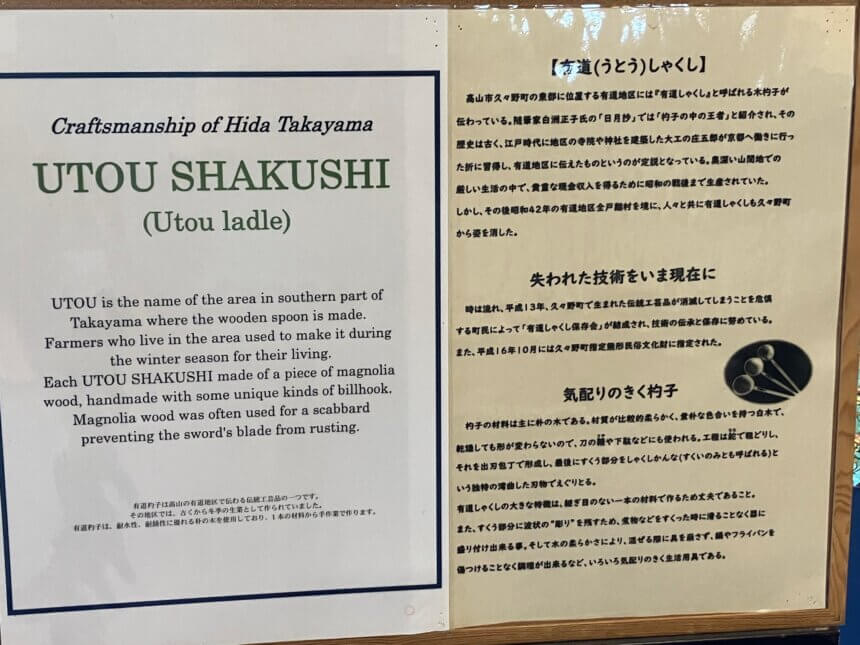 Craftsmanship of Hida Takayama
UTOU SHAKUSHI
(Utou ladle)
UTOU is the name of the area in southern part of
Takayama where the wooden spoon is made.
Farmers who live in the area used to make it during
the winter season for their living.
Each UTOU SHAKUSHI made of a piece of magnolia
wood, handmade with some unique kinds of billhook.
Magnolia wood was often used for a scabbard
preventing the sword's blade from rusting.
有道杓子は高山の有道地区で伝わる伝統工芸品の一つです。
その地区では、古くから冬季の生業として作られていました。
有道杓子は、耐水性、耐蝕性に優れる朴の木を使用しており、1本の材料から手作業で作ります。
【有道(うとう)しゃくし】
高山市久々野町の東部に位置する有道地区には『有道しゃくし』と呼ばれる木杓子が
伝わっている。随筆家白洲正子氏の「日月抄」では「杓子の中の王者」と紹介され、その
歴史は古く、江戸時代に地区の寺院や神社を建築した大工の庄五郎が京都へ働きに行っ
た折に習得し、有道地区に伝えたものというのが定説となっている。奥深い山間地での
厳しい生活の中で、貴重な現金収入を得るために昭和の戦後まで生産されていた。
しかし、その後昭和42年の有道地区全戸離村を境に、人々と共に有道しゃくしも久々野町
から姿を消した。
失われた技術をいま現在に
時は流れ、平成13年、久々野町で生まれた伝統工芸品が消滅してしまうことを危惧
する町民によって「有道しゃくし保存会」が結成され、技術の伝承と保存に努めている。
また、平成16年10月には久々野町指定無形民俗文化財に指定された。
気配りのきく杓子
杓子の材料は主に朴の木である。材質が比較的柔らかく、素朴な色合いを持つ白木で、
乾燥しても形が変わらないので、刀の鞘や下駄などにも使われる。工程は鉈で粗どりし、
それを出刃包丁で形成し、最後にすくう部分をしゃくしかんな(すくいのみとも呼ばれる)と
いう独特の湾曲した刃物でえぐりとる。
有道しゃくしの大きな特徴は、継ぎ目のない一本の材料で作るため丈夫であること。
また、すくう部分に波状の“彫り”を残すため、煮物などをすくった時に滑ることなく器に
盛り付け出来る事。そして木の柔らかさにより、混ぜる際に具を崩さず、鍋やフライパンを
傷つけることなく調理が出来るなど、いろいろ気配りのきく生活用具である。